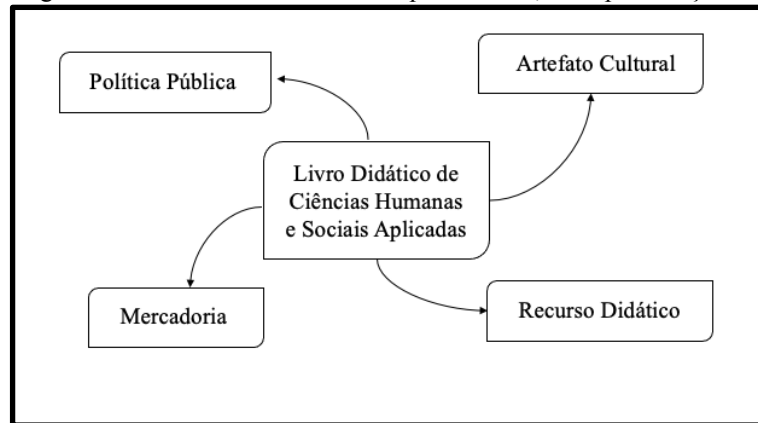 Política Pública
Artefato Cultural
Livro Didático de
Ciências Humanas
e Sociais Aplicadas
Mercadoria
Recurso Didático